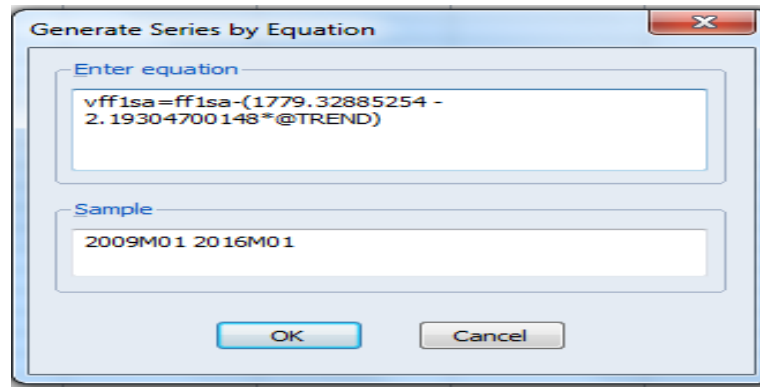 Generate Series by Equation
Enter equation
vff1sa=ff1sa-(1779.32885254 -
2.19304700148*@TREND)
Sample
2009M01 2016M01
OK
Cancel